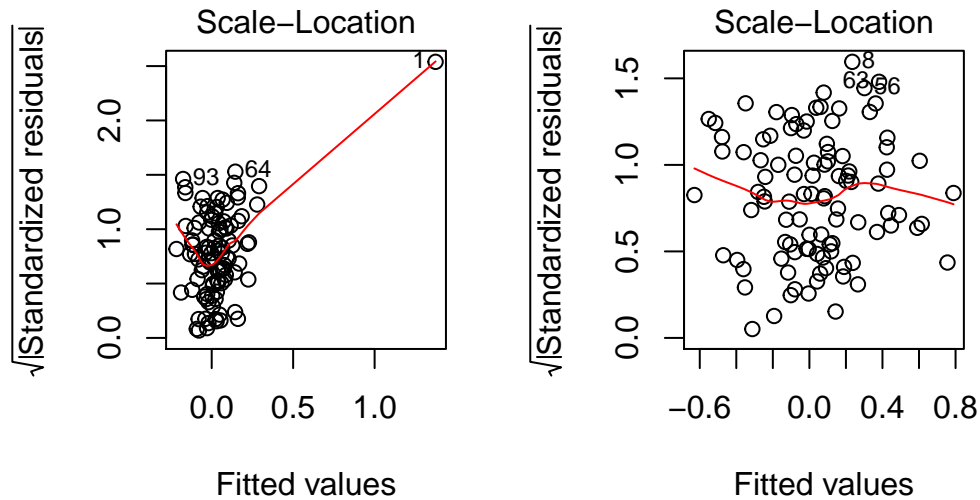 Scale−Location
√|Standardized residuals|
0.0 1.0 2.0
1
93 64
0.0 0.5 1.0
Fitted values
Scale−Location
√|Standardized residuals|
0.0 0.5 1.0 1.5
8
63 56
−0.6 0.0 0.4 0.8
Fitted values